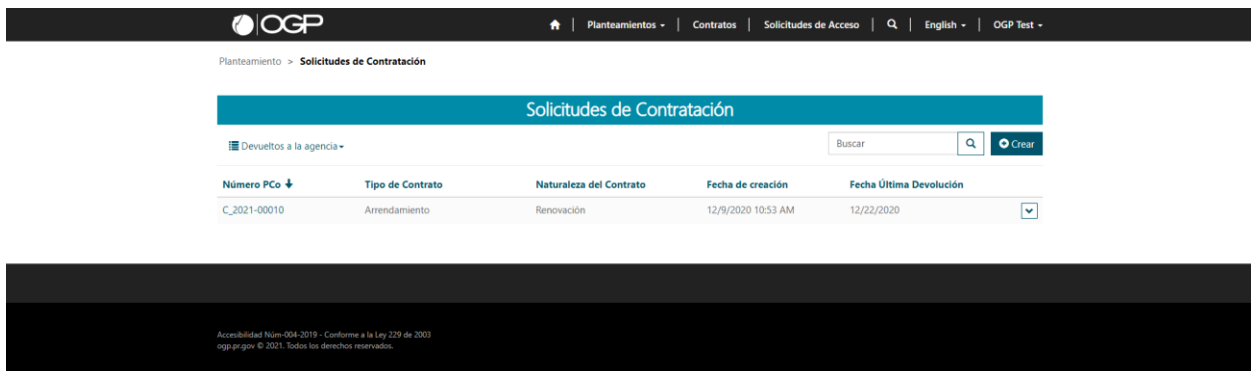 OGP Planteamientos Contratos Solicitudes de Acceso English OGP Test
Planteamiento > Solicitudes de Contratación
Solicitudes de Contratación
Devueltos a la agencia Buscar Crear
Número PCo Tipo de Contrato Naturaleza del Contrato Fecha de creación Fecha Última Devolución
C_2021-00010 Arrendamiento Renovación 12/9/2020 10:53 AM 12/22/2020
Accesibilidad Núm-004-2019 - Conforme a la Ley 229 de 2003
ogp.pr.gov © 2021. Todos los derechos reservados.